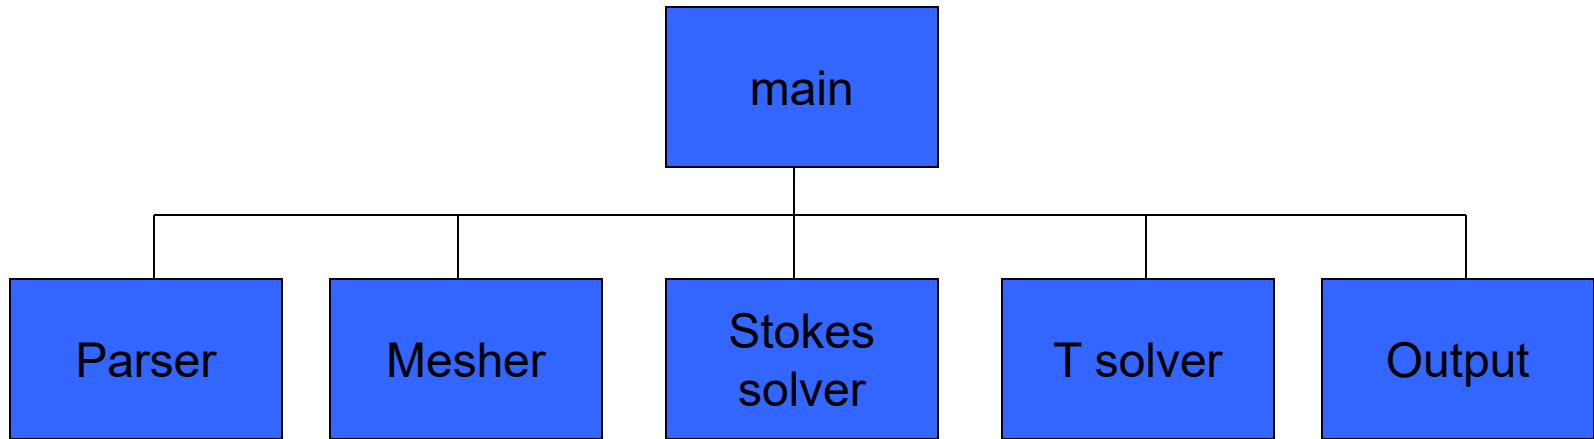 main
Parser
Mesher
Stokes
solver
T solver
Output